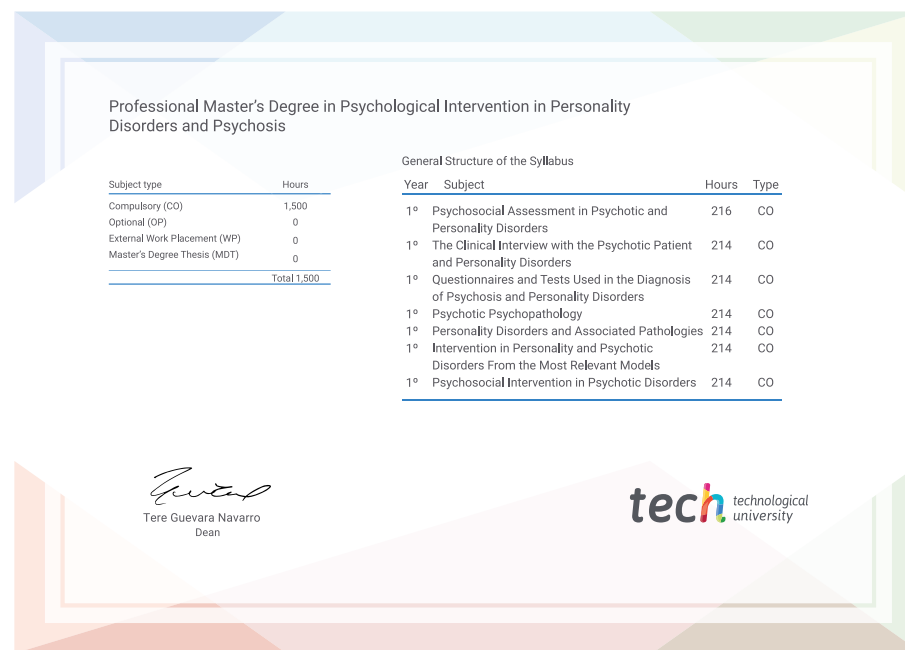 Professional Master's Degree in Psychological Intervention in Personality
Disorders and Psychosis
Subject type Hours
Compulsory (CO) 1,500
Optional (OP) 0
External Work Placement (WP) 0
Master's Degree Thesis (MDT) 0
Total 1,500
General Structure of the Syllabus
Year Subject Hours Type
1º Psychosocial Assessment in Psychotic and 216 CO
Personality Disorders
1º The Clinical Interview with the Psychotic Patient 214 CO
and Personality Disorders
1º Questionnaires and Tests Used in the Diagnosis 214 CO
of Psychosis and Personality Disorders
1º Psychotic Psychopathology 214 CO
1º Personality Disorders and Associated Pathologies 214 CO
1º Intervention in Personality and Psychotic 214 CO
Disorders From the Most Relevant Models
1º Psychosocial Intervention in Psychotic Disorders 214 CO
Tere Guevara Navarro
Dean
tech technological
university